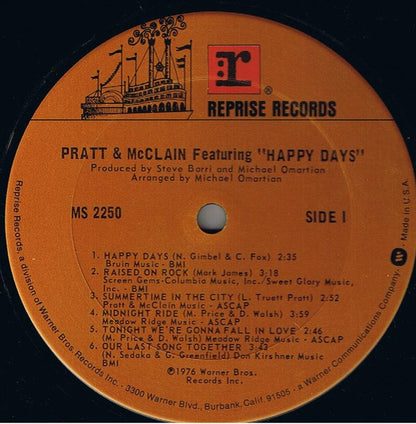 r
®
REPRISE RECORDS
PRATT & McCLAIN Featuring "HAPPY DAYS"
Produced by Steve Barri and Michael Omartian
Arranged by Michael Omartian
MS 2250
SIDE I
1. HAPPY DAYS (N. Gimbel & C. Fox) 2:35
Bruin Music - BMI
2. RAISED ON ROCK (Mark James) 3:18
Screen Gems-Columbia Music, Inc./Sweet Glory Music,
Inc. - BMI
3. SUMMERTIME IN THE CITY (L. Truett Pratt) 2:52
Pratt & McClain Music - ASCAP
4. MIDNIGHT RIDE (M. Price & D. Walsh) 3:59
Meadow Ridge Music - ASCAP
5. TONIGHT WE'RE GONNA FALL IN LOVE 2:46
(M. Price & D. Walsh) Meadow Ridge Music - ASCAP
6. OUR LAST SONG TOGETHER 3:43
(N. Sedaka & G. Greenfield) Don Kirshner Music
BMI
©1976 Warner Bros.
Records Inc.
Reprise Records, a division of Warner Bros. Records Inc. · 3300 Warner Blvd., Burbank, Calif. 91505 · a Warner Communications Company. W Made in U.S.A.